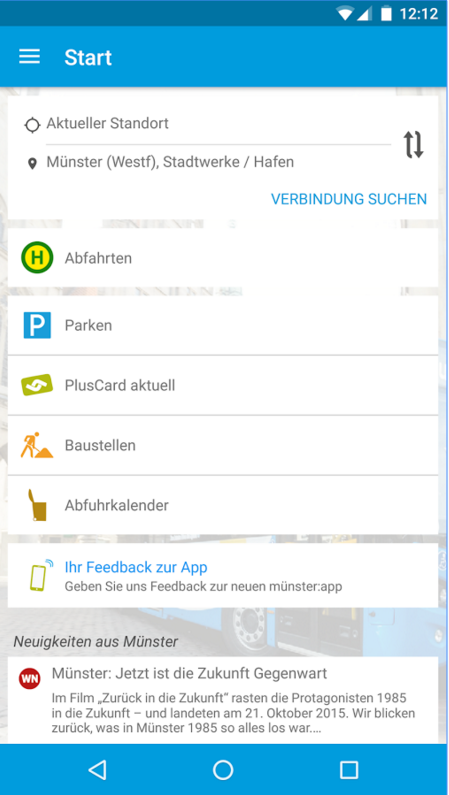 12:12
Start
Aktueller Standort
Münster (Westf), Stadtwerke / Hafen
VERBINDUNG SUCHEN
H Abfahrten
P Parken
PlusCard aktuell
Baustellen
Abfuhrkalender
Ihr Feedback zur App
Geben Sie uns Feedback zur neuen münster:app
Neuigkeiten aus Münster
WN Münster: Jetzt ist die Zukunft Gegenwart
Im Film „Zurück in die Zukunft“ rasten die Protagonisten 1985
in die Zukunft – und landeten am 21. Oktober 2015. Wir blicken
zurück, was in Münster 1985 so alles los war....